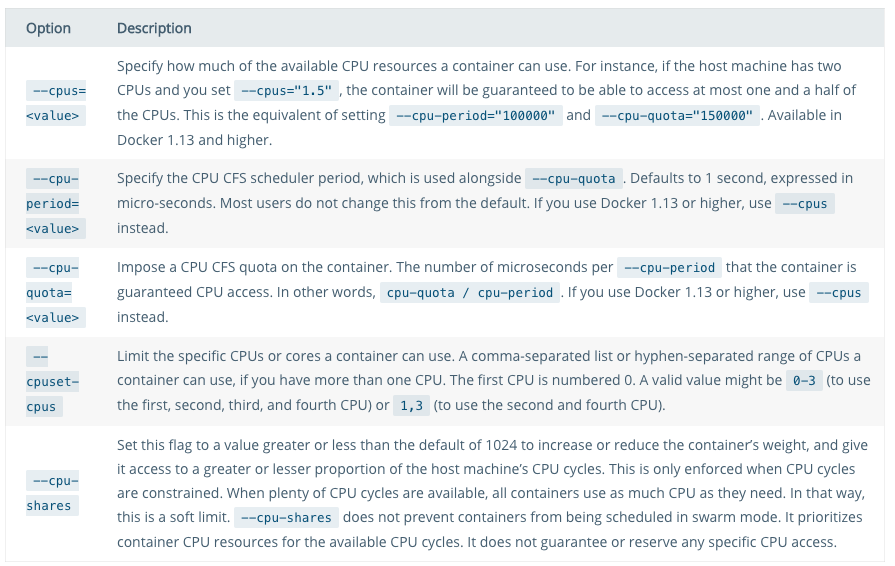 Option Description
Specify how much of the available CPU resources a container can use. For instance, if the host machine has two
--cpus= CPUs and you set --cpus="1.5" , the container will be guaranteed to be able to access at most one and a half of
<value> the CPUs. This is the equivalent of setting --cpu-period="100000" and --cpu-quota="150000" . Available in
Docker 1.13 and higher.
--cpu- Specify the CPU CFS scheduler period, which is used alongside --cpu-quota . Defaults to 1 second, expressed in
period= micro-seconds. Most users do not change this from the default. If you use Docker 1.13 or higher, use --cpus
<value> instead.
--cpu- Impose a CPU CFS quota on the container. The number of microseconds per --cpu-period that the container is
quota= guaranteed CPU access. In other words, cpu-quota / cpu-period . If you use Docker 1.13 or higher, use --cpus
<value> instead.
-- Limit the specific CPUs or cores a container can use. A comma-separated list or hyphen-separated range of CPUs a
cpuset- container can use, if you have more than one CPU. The first CPU is numbered 0. A valid value might be 0-3 (to use
cpus the first, second, third, and fourth CPU) or 1,3 (to use the second and fourth CPU).
Set this flag to a value greater or less than the default of 1024 to increase or reduce the container's weight, and give
it access to a greater or lesser proportion of the host machine's CPU cycles. This is only enforced when CPU cycles
--cpu- are constrained. When plenty of CPU cycles are available, all containers use as much CPU as they need. In that way,
shares this is a soft limit. --cpu-shares does not prevent containers from being scheduled in swarm mode. It prioritizes
container CPU resources for the available CPU cycles. It does not guarantee or reserve any specific CPU access.